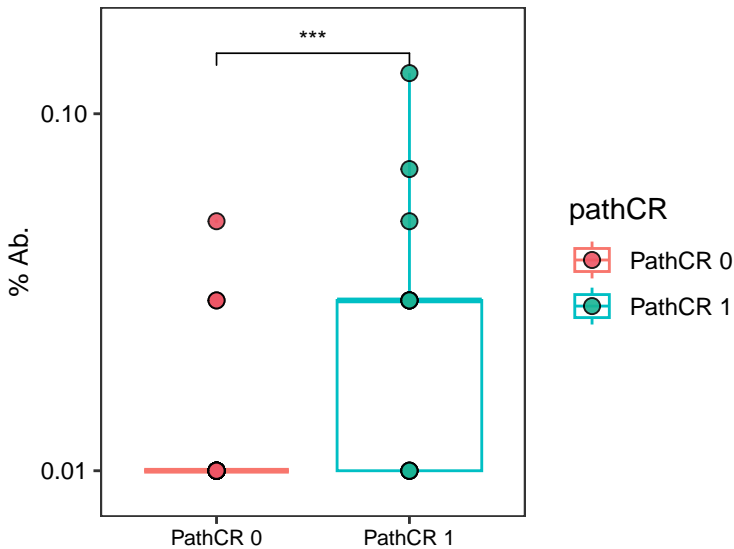 ***
0.10
% Ab.
0.01
PathCR 0
PathCR 1
pathCR
PathCR 0
PathCR 1